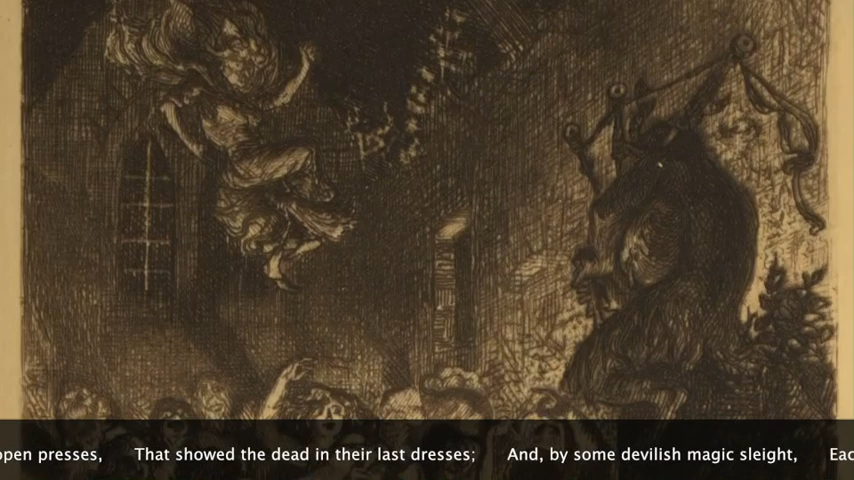 open presses, That showed the dead in their last dresses; And, by some devilish magic sleight,